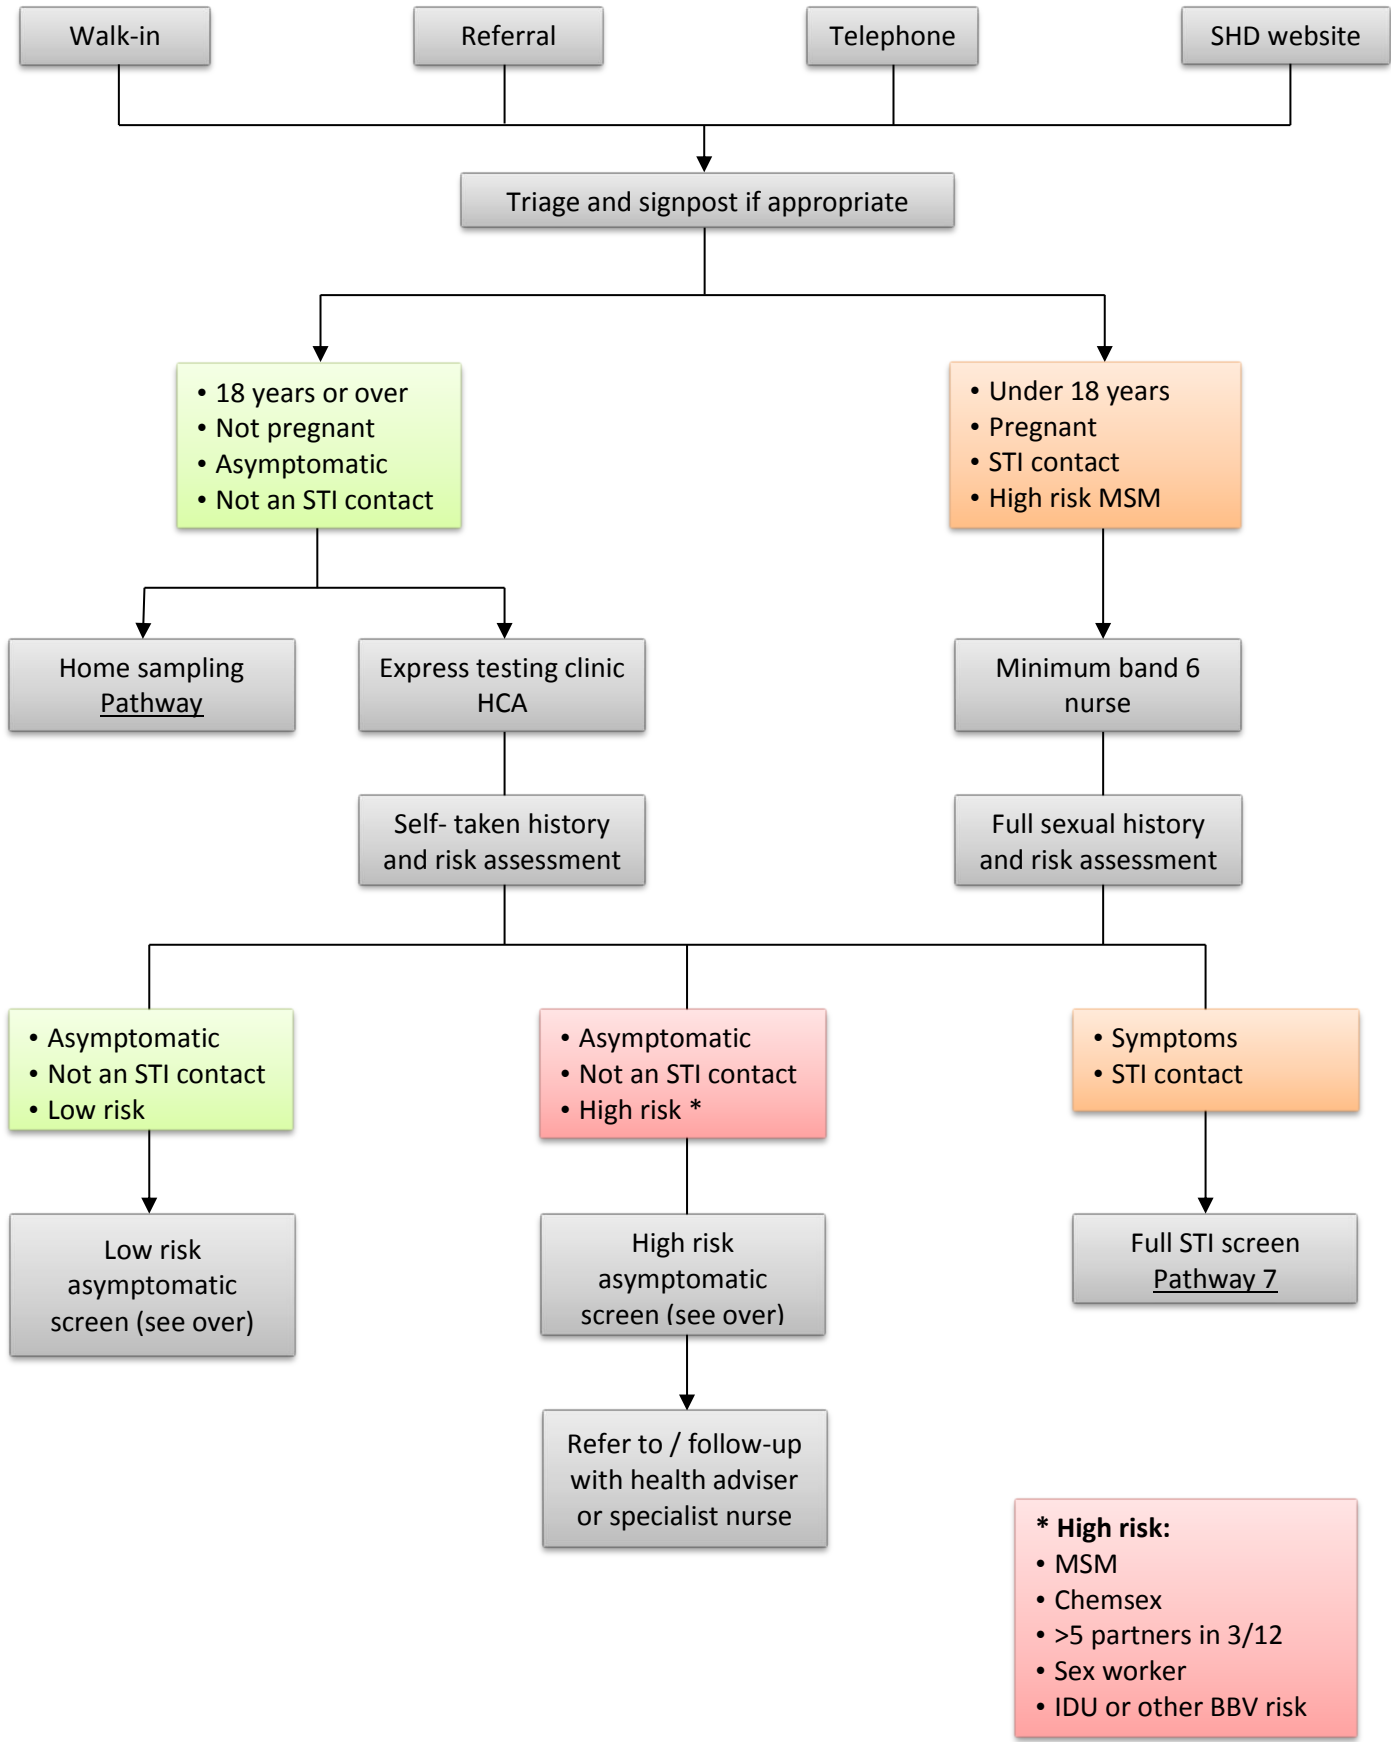 Walk-in
Referral
Telephone
SHD website
Triage and signpost if appropriate
• 18 years or over
• Not pregnant
• Asymptomatic
• Not an STI contact
• Under 18 years
• Pregnant
• STI contact
• High risk MSM
Home sampling
Pathway
Express testing clinic
HCA
Minimum band 6
nurse
Self- taken history
and risk assessment
Full sexual history
and risk assessment
• Asymptomatic
• Not an STI contact
• Low risk
• Asymptomatic
• Not an STI contact
• High risk *
• Symptoms
• STI contact
Low risk
asymptomatic
screen (see over)
High risk
asymptomatic
screen (see over)
Full STI screen
Pathway 7
Refer to / follow-up
with health adviser
or specialist nurse
* High risk:
• MSM
• Chemsex
• >5 partners in 3/12
• Sex worker
• IDU or other BBV risk